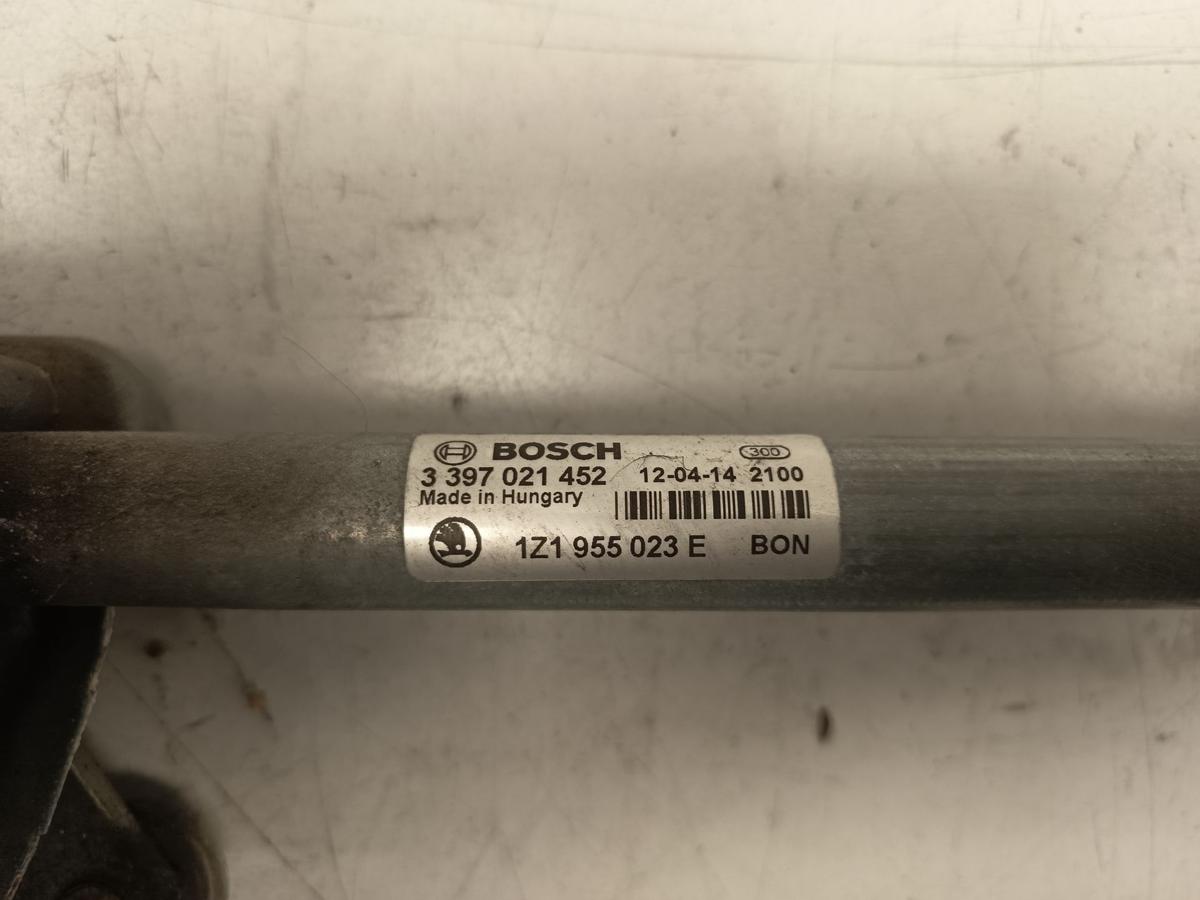 BOSCH 300
3 397 021 452 12-04-14 2100
Made in Hungary
1Z1 955 023 E BON